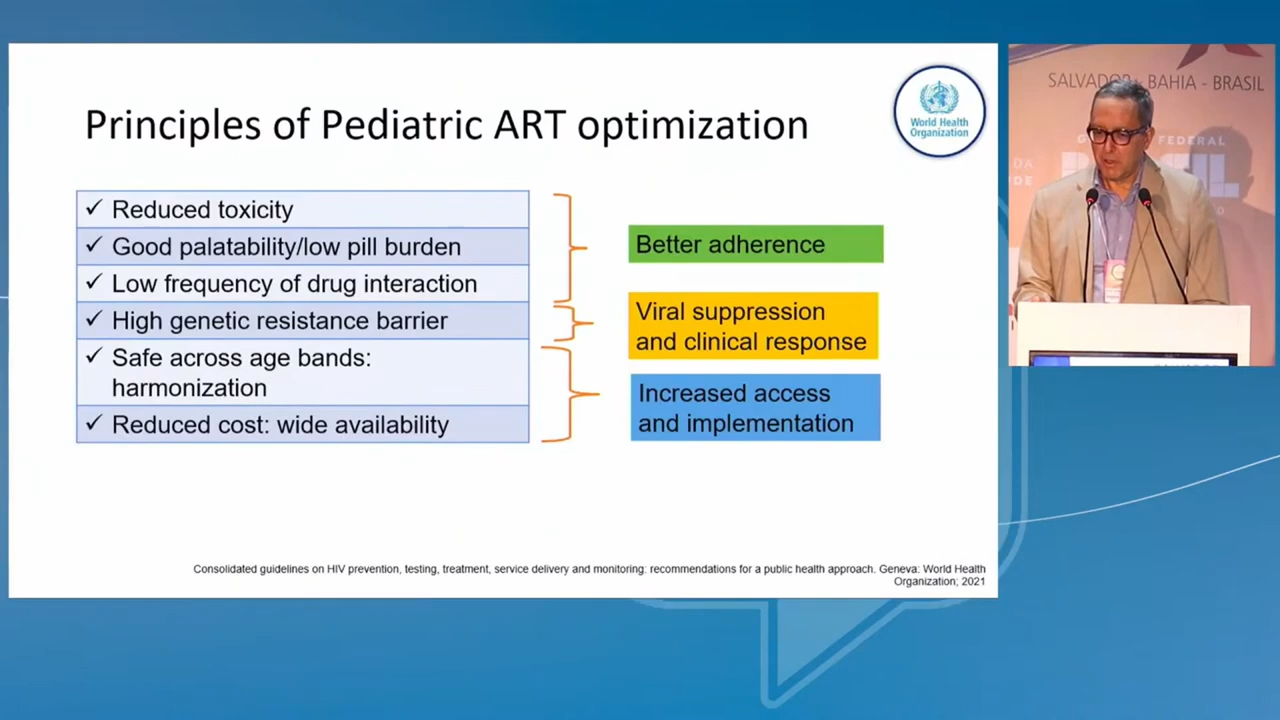 Principles of Pediatric ART optimization
World Health
Organization
✓ Reduced toxicity
✓ Good palatability/low pill burden
✓ Low frequency of drug interaction
✓ High genetic resistance barrier
✓ Safe across age bands:
harmonization
✓ Reduced cost: wide availability
Better adherence
Viral suppression
and clinical response
Increased access
and implementation
Consolidated guidelines on HIV prevention, testing, treatment, service delivery and monitoring: recommendations for a public health approach. Geneva: World Health
Organization; 2021
SALVADOR - BAHIA - BRASIL
FEDERAL